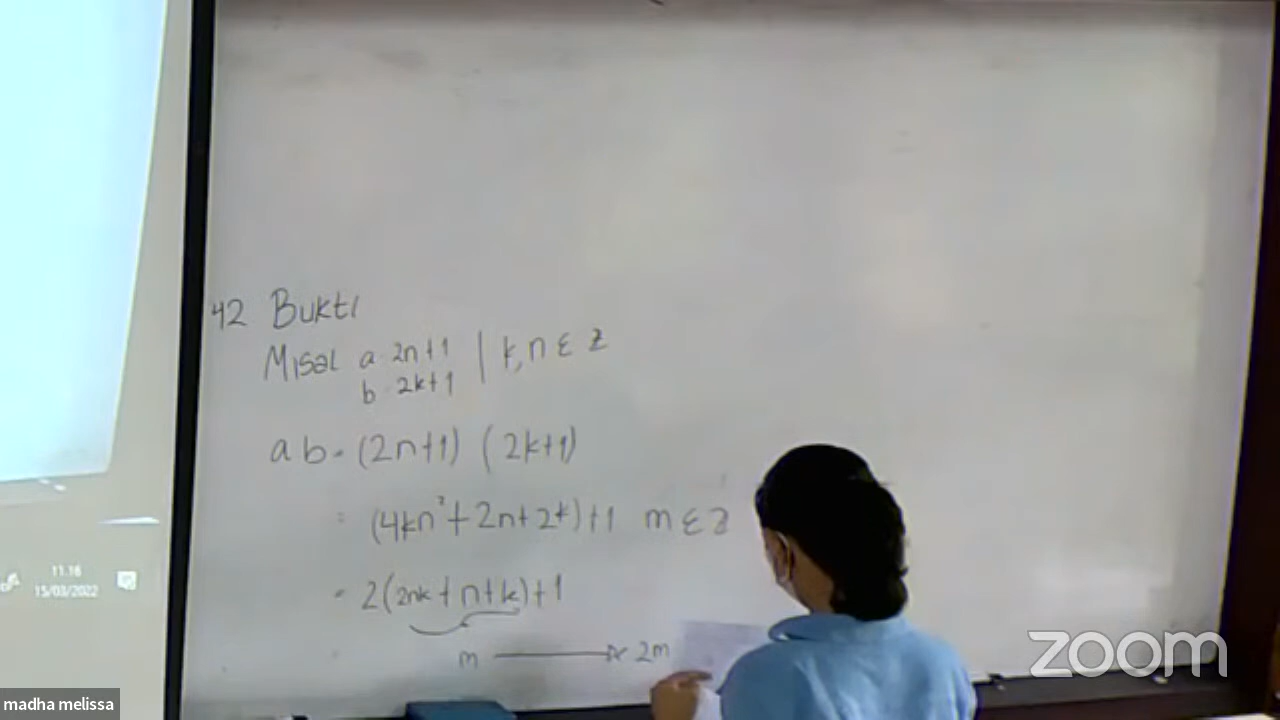 42 Bukti
Misal a = 2n+1 | k,n ε z
b = 2k+1
ab = (2n+1) (2k+1)
= (4kn²+2n+2k)+1 m ε z
= 2(2nk+n+k)+1
m → 2m
11.16
15/03/2022
zoom
madha melissa